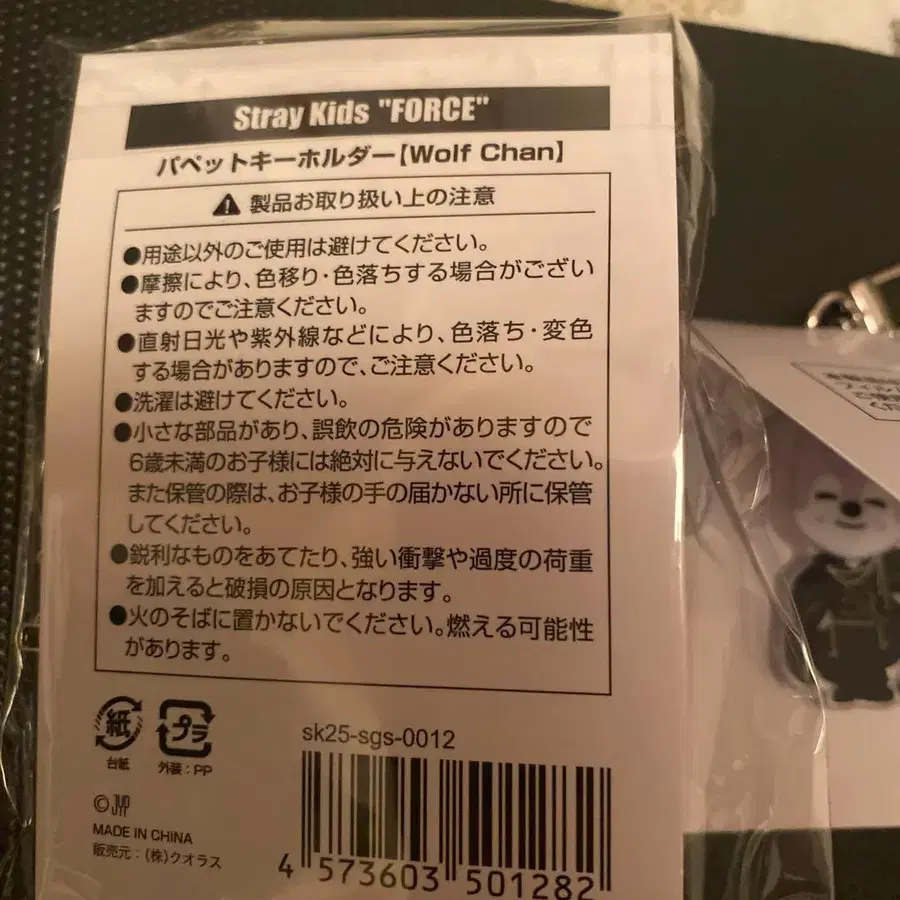 Stray Kids "FORCE"
パペットキーホルダー【Wolf Chan】
製品お取り扱い上の注意
●用途以外のご使用は避けてください。
●摩擦により、色移り・色落ちする場合がござい
ますのでご注意ください。
●直射日光や紫外線などにより、色落ち・変色
する場合がありますので、ご注意ください。
●洗濯は避けてください。
●小さな部品があり、誤飲の危険がありますので
6歳未満のお子様には絶対に与えないでください。
また保管の際は、お子様の手の届かない所に保管
してください。
●鋭利なものをあてたり、強い衝撃や過度の荷重
を加えると破損の原因となります。
●火のそばに置かないでください。燃える可能性
があります。
紙
台紙
プラ
外装:PP
sk25-sgs-0012
©JYP
MADE IN CHINA
販売元:(株)クオラス
4 573603 501282